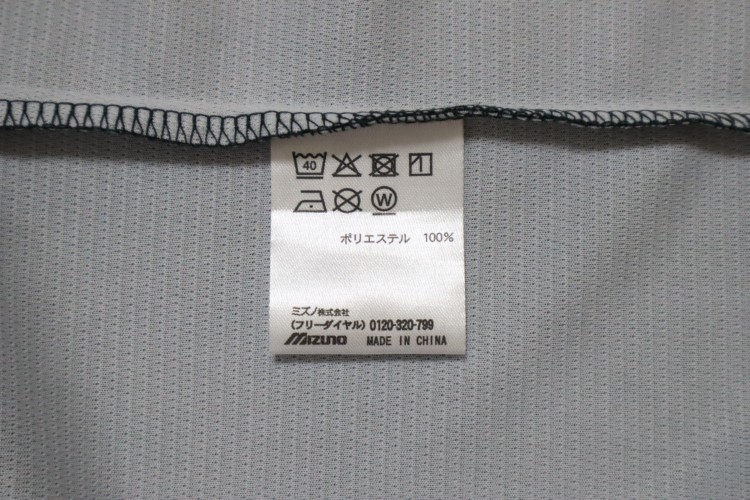 40
W
ポリエステル 100%
ミズノ株式会社
(フリーダイヤル) 0120-320-799
MIZUNO MADE IN CHINA